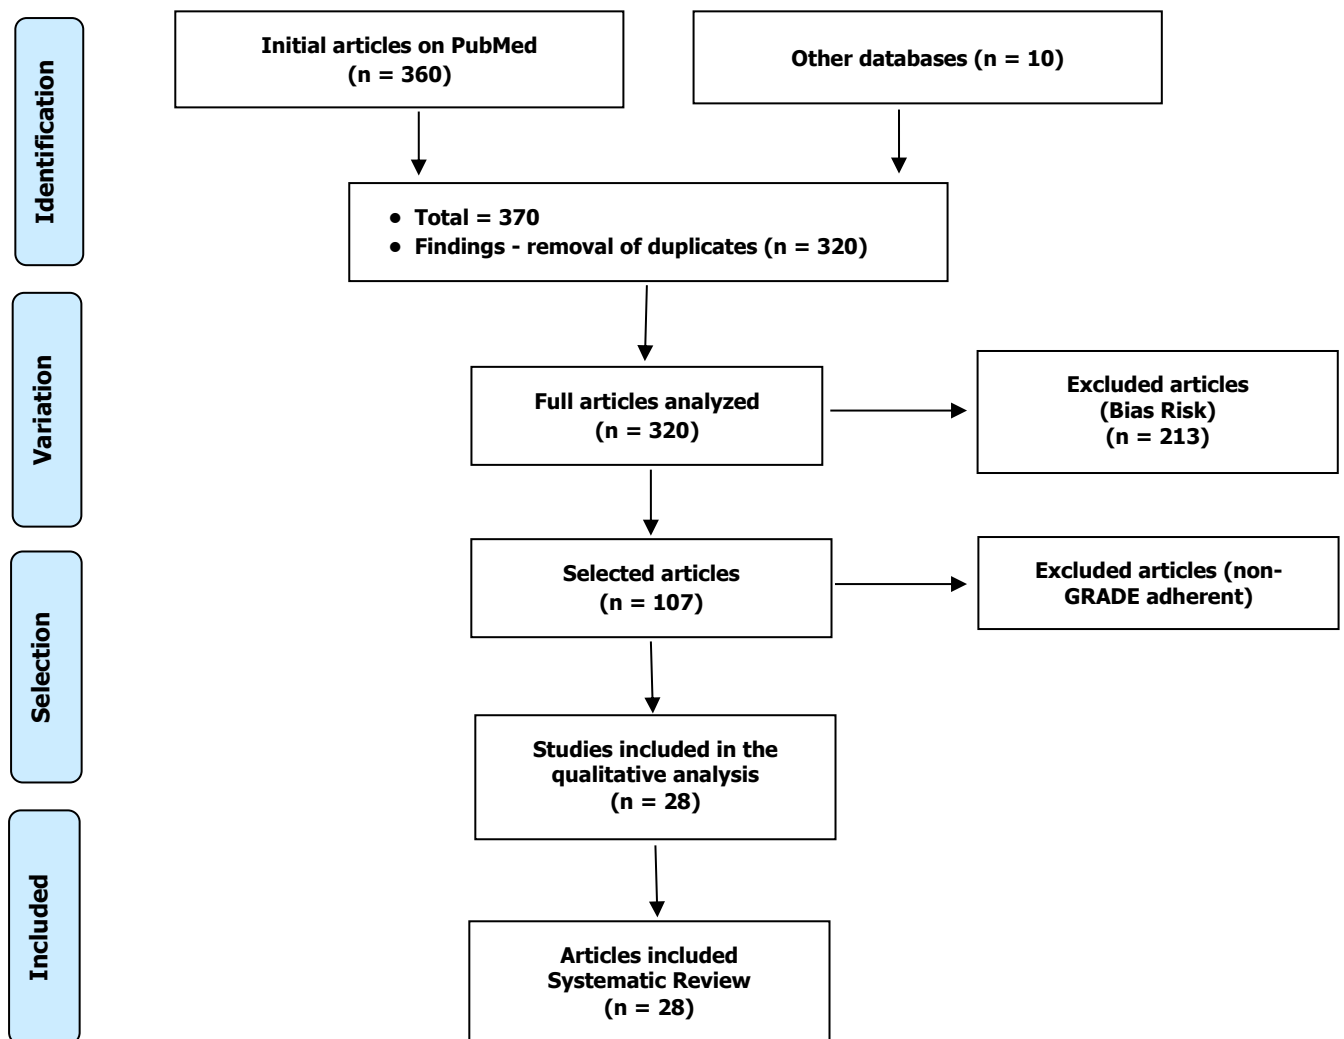 Identification
Initial articles on PubMed
(n = 360)
Other databases (n = 10)
● Total = 370
● Findings - removal of duplicates (n = 320)
Variation
Full articles analyzed
(n = 320)
Excluded articles
(Bias Risk)
(n = 213)
Selection
Selected articles
(n = 107)
Excluded articles (non-
GRADE adherent)
Studies included in the
qualitative analysis
(n = 28)
Included
Articles included
Systematic Review
(n = 28)